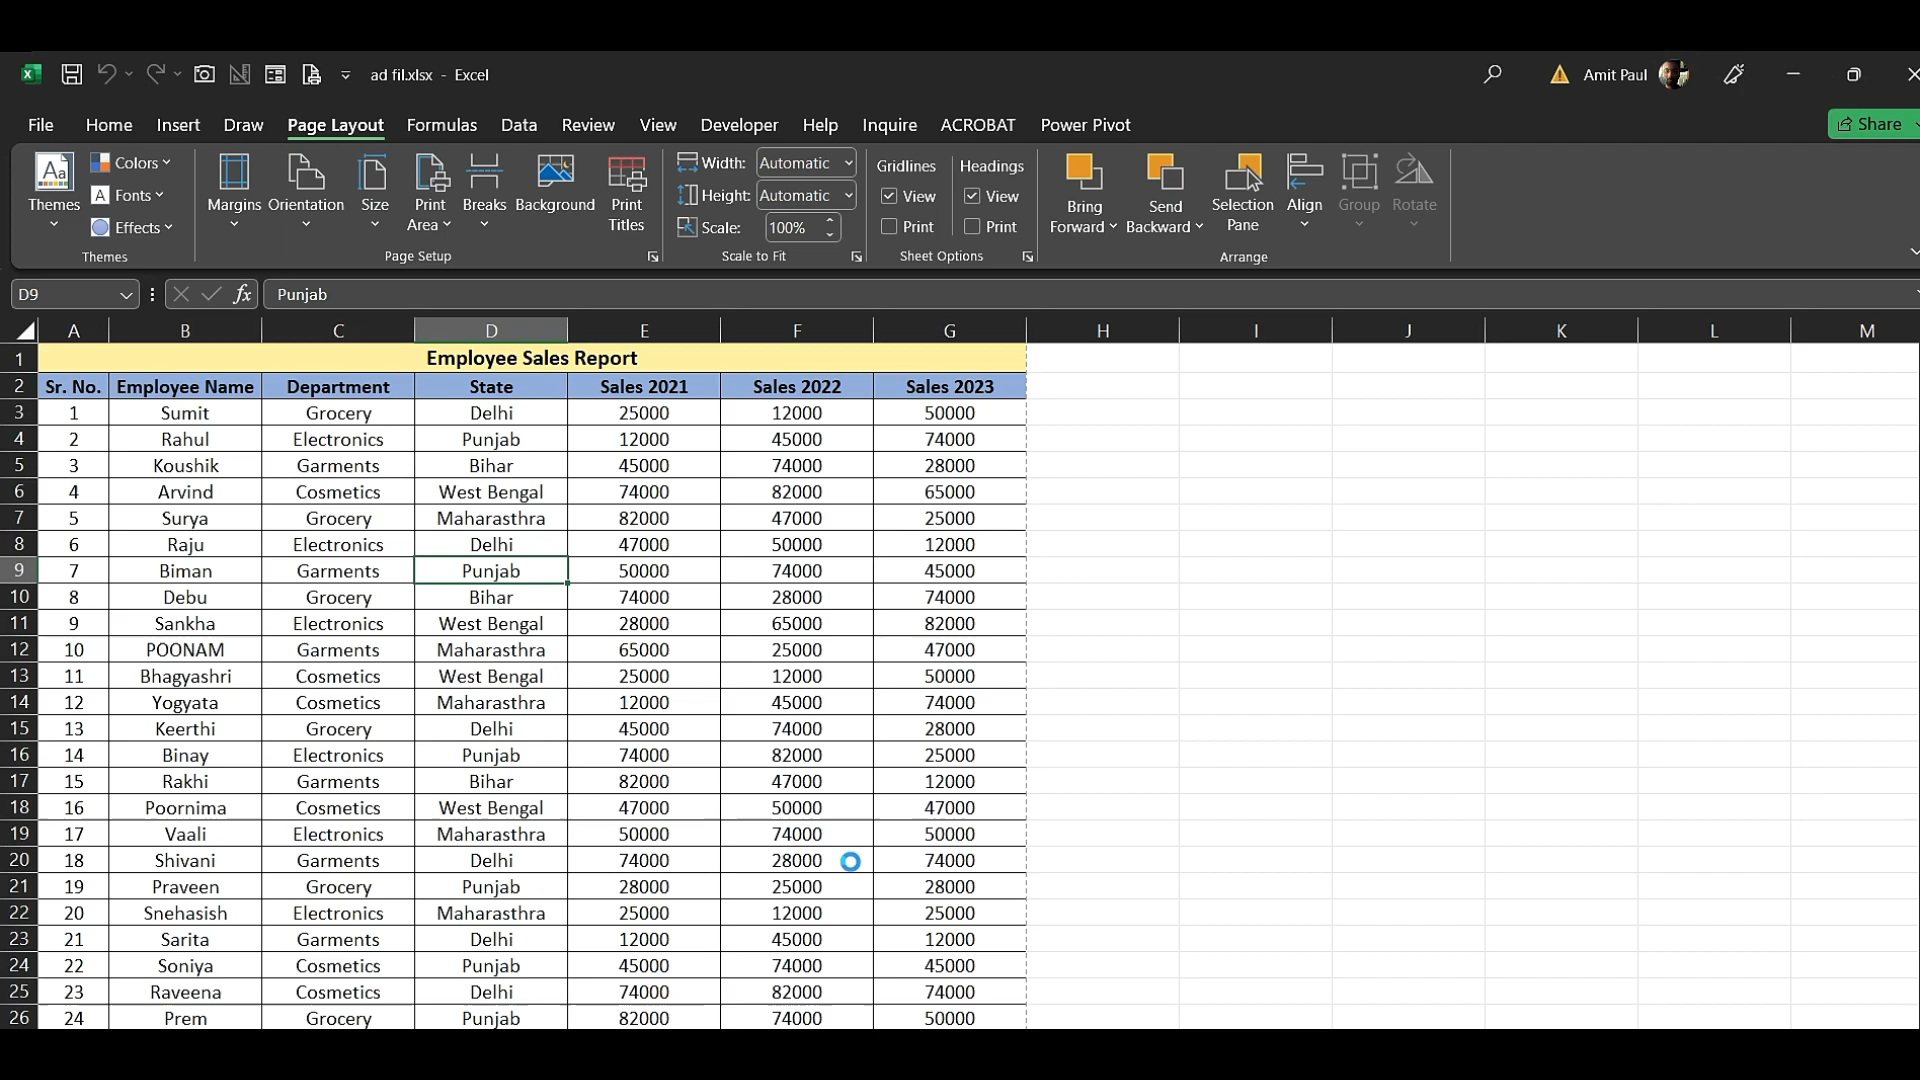 ad fil.xlsx - Excel
Amit Paul
File Home Insert Draw Page Layout Formulas Data Review View Developer Help Inquire ACROBAT Power Pivot
Share
Aa Themes
Colors
A Fonts
Effects
Themes
Margins Orientation Size Print Area Breaks Background Print Titles
Page Setup
Width: Automatic
Height: Automatic
Scale: 100%
Scale to Fit
Gridlines Headings
View View
Print Print
Sheet Options
Bring Forward Send Backward Selection Pane Align Group Rotate
Arrange
D9 fx Punjab
A B C D E F G H I J K L M
1 Employee Sales Report
2 Sr. No. Employee Name Department State Sales 2021 Sales 2022 Sales 2023
3 1 Sumit Grocery Delhi 25000 12000 50000
4 2 Rahul Electronics Punjab 12000 45000 74000
5 3 Koushik Garments Bihar 45000 74000 28000
6 4 Arvind Cosmetics West Bengal 74000 82000 65000
7 5 Surya Grocery Maharasthra 82000 47000 25000
8 6 Raju Electronics Delhi 47000 50000 12000
9 7 Biman Garments Punjab 50000 74000 45000
10 8 Debu Grocery Bihar 74000 28000 74000
11 9 Sankha Electronics West Bengal 28000 65000 82000
12 10 POONAM Garments Maharasthra 65000 25000 47000
13 11 Bhagyashri Cosmetics West Bengal 25000 12000 50000
14 12 Yogyata Cosmetics Maharasthra 12000 45000 74000
15 13 Keerthi Grocery Delhi 45000 74000 28000
16 14 Binay Electronics Punjab 74000 82000 25000
17 15 Rakhi Garments Bihar 82000 47000 12000
18 16 Poornima Cosmetics West Bengal 47000 50000 47000
19 17 Vaali Electronics Maharasthra 50000 74000 50000
20 18 Shivani Garments Delhi 74000 28000 74000
21 19 Praveen Grocery Punjab 28000 25000 28000
22 20 Snehasish Electronics Maharasthra 25000 12000 25000
23 21 Sarita Garments Delhi 12000 45000 12000
24 22 Soniya Cosmetics Punjab 45000 74000 45000
25 23 Raveena Cosmetics Delhi 74000 82000 74000
26 24 Prem Grocery Punjab 82000 74000 50000